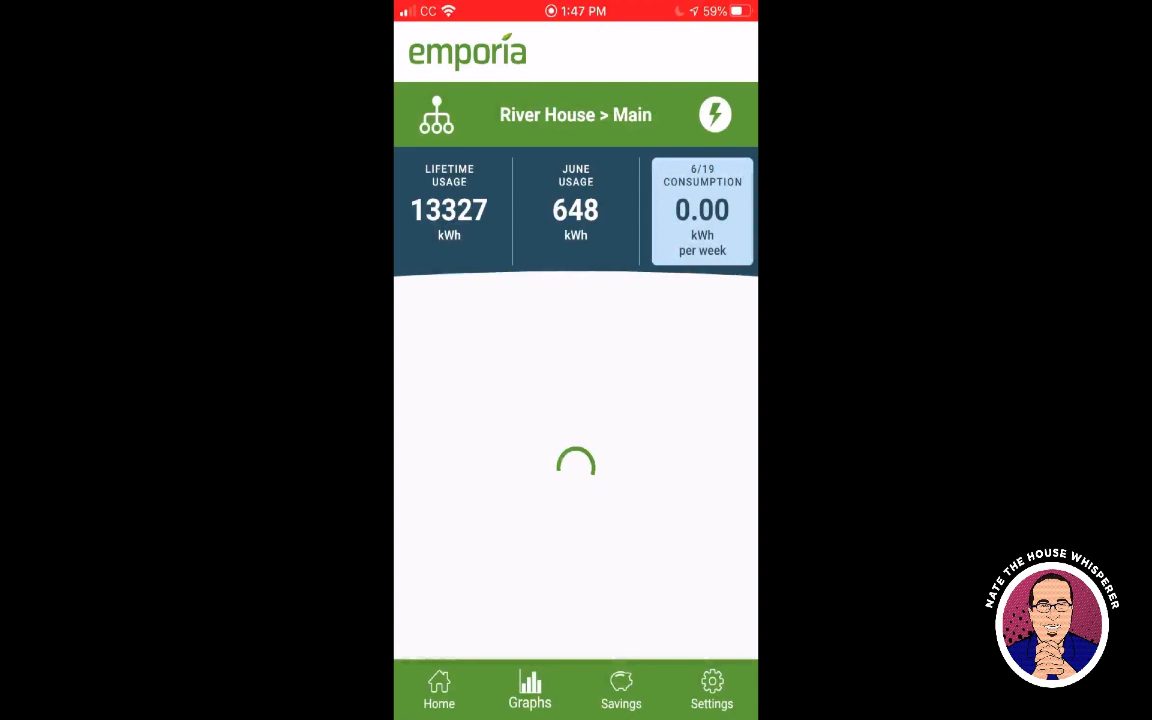 CC 1:47 PM 59%
emporia
River House > Main
LIFETIME
USAGE
13327
kWh
JUNE
USAGE
648
kWh
6/19
CONSUMPTION
0.00
kWh
per week
NATE THE HOUSE WHISPERER
Home Graphs Savings Settings